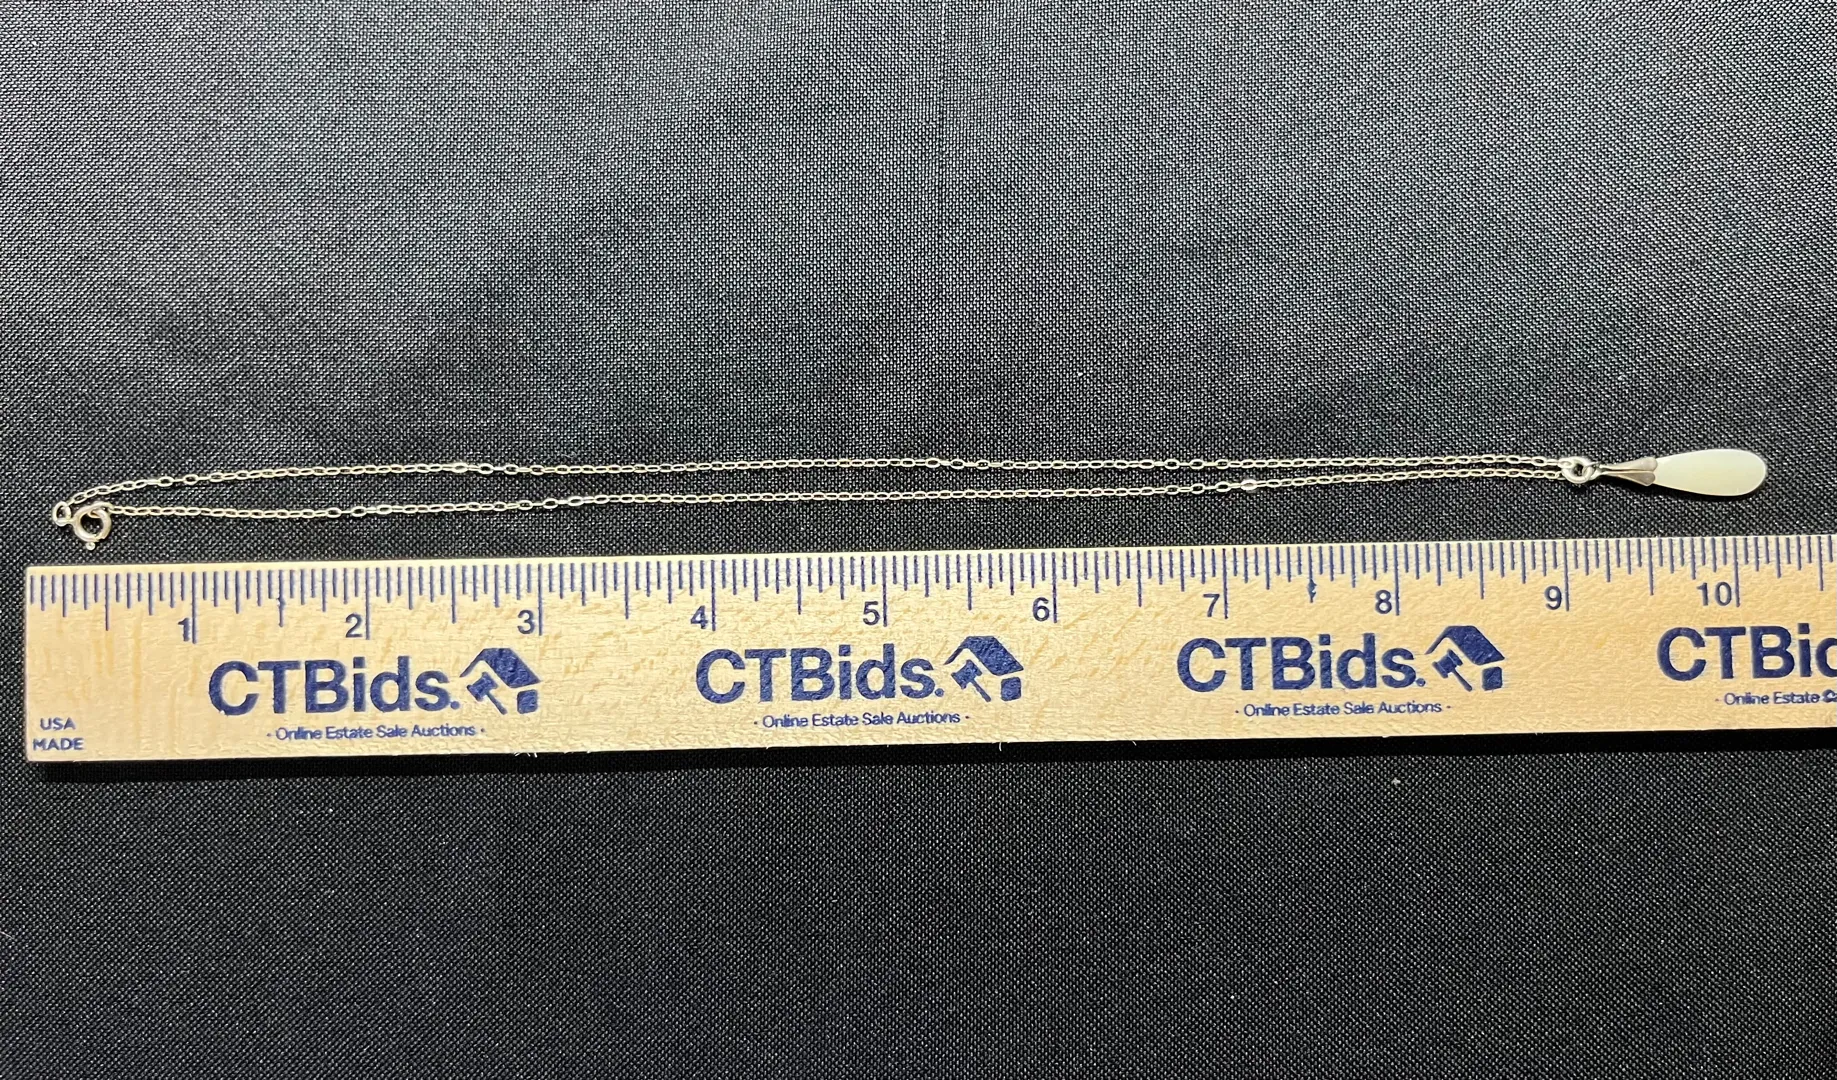 1 2 3 4 5 6 7 8 9 10
CTBids. CTBids. CTBids. CTBi
· Online Estate Sale Auctions · · Online Estate Sale Auctions · · Online Estate Sale Auctions · · Online Estate
USA
MADE